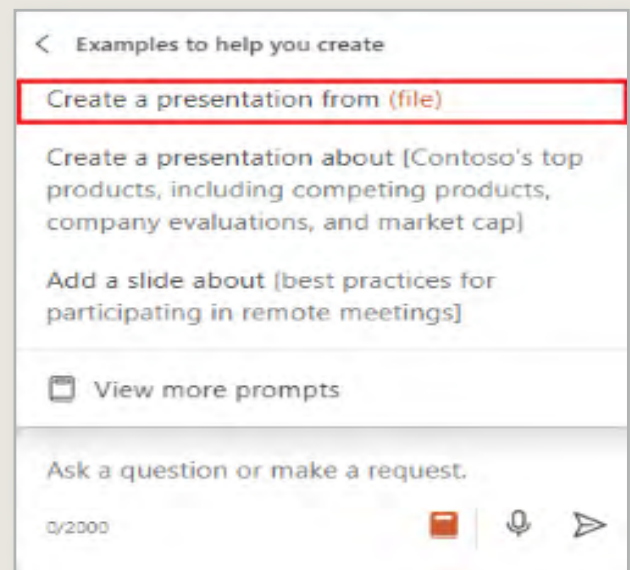 Examples to help you create
Create a presentation from (file)
Create a presentation about [Contoso's top
products, including competing products,
company evaluations, and market cap]
Add a slide about [best practices for
participating in remote meetings]
View more prompts
Ask a question or make a request.
0/2000